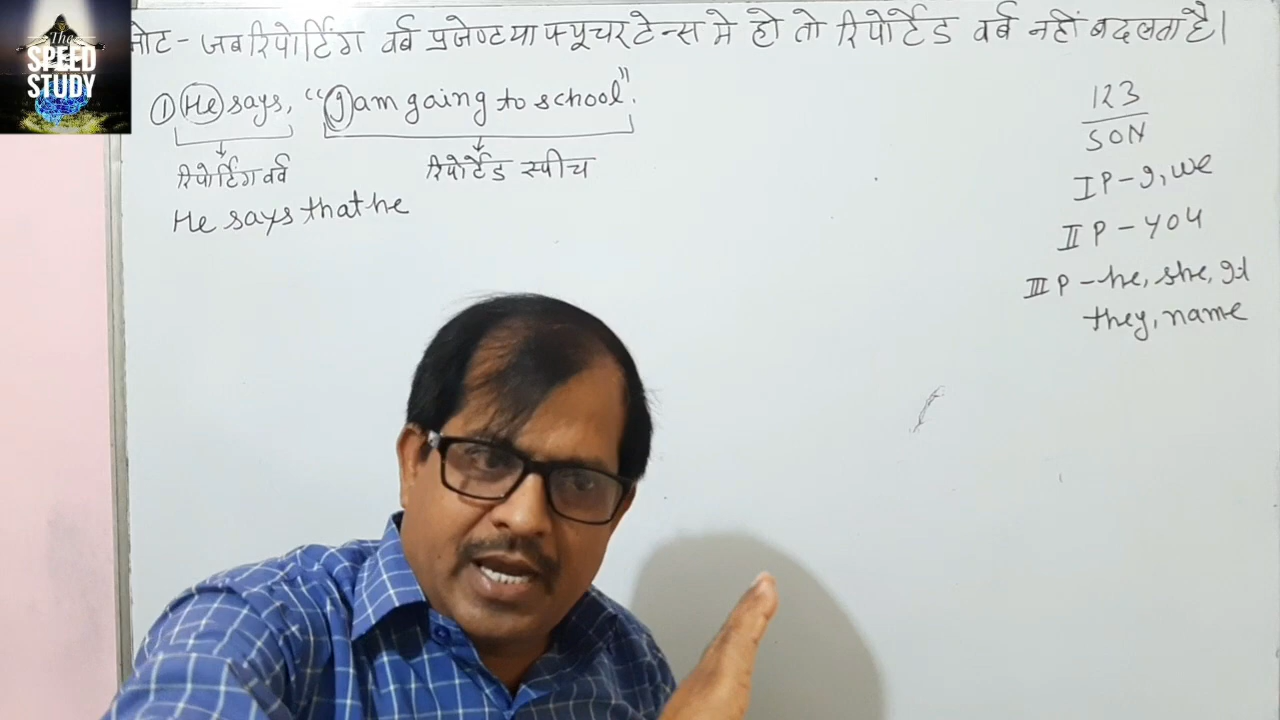 The
SPEED
STUDY
नोट - जब रिपोर्टिंग वर्ब प्रजेण्ट या फ्यूचर टेन्स मे हो तो रिपोर्टेड वर्ब नहीं बदलता है।
① He says, "I am going to school".
रिपोर्टिंग वर्ब
रिपोर्टेड स्पीच
He says that he
123
SON
I P - I, we
II P - you
III P - he, she, It
they, name